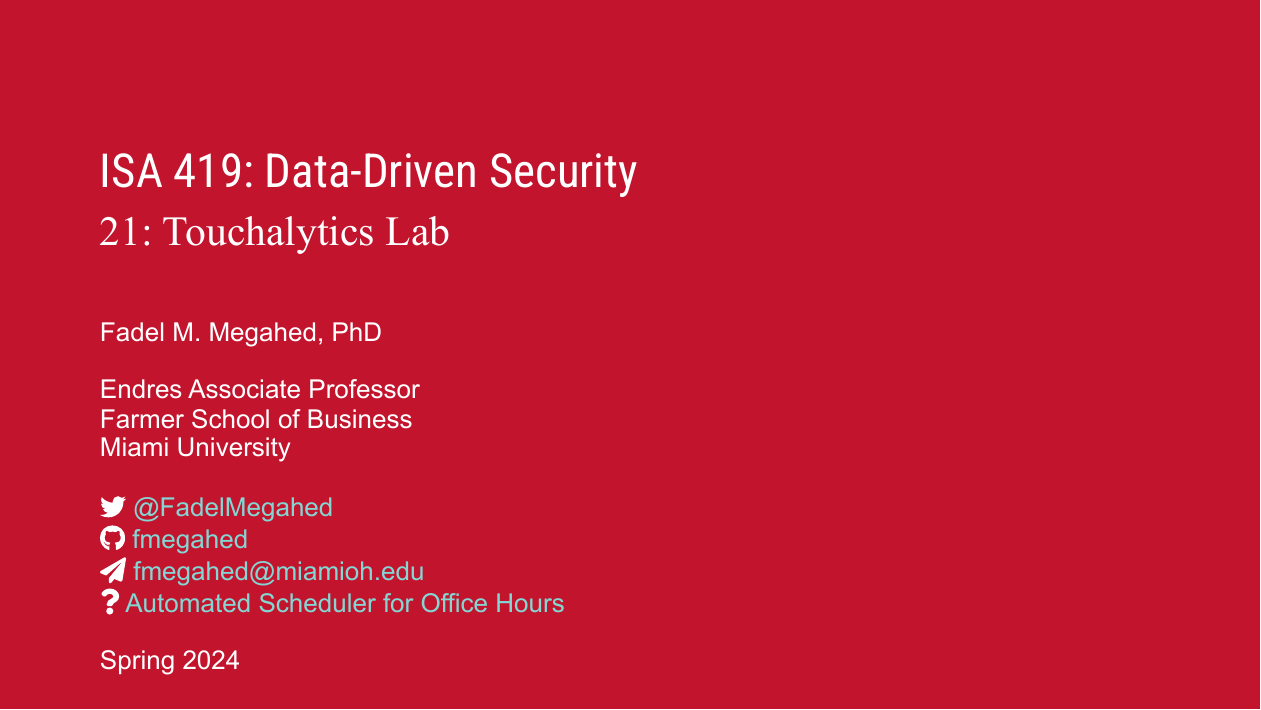 ISA 419: Data-Driven Security
21: Touchalytics Lab
Fadel M. Megahed, PhD
Endres Associate Professor
Farmer School of Business
Miami University
@FadelMegahed
fmegahed
fmegahed@miamioh.edu
? Automated Scheduler for Office Hours
Spring 2024